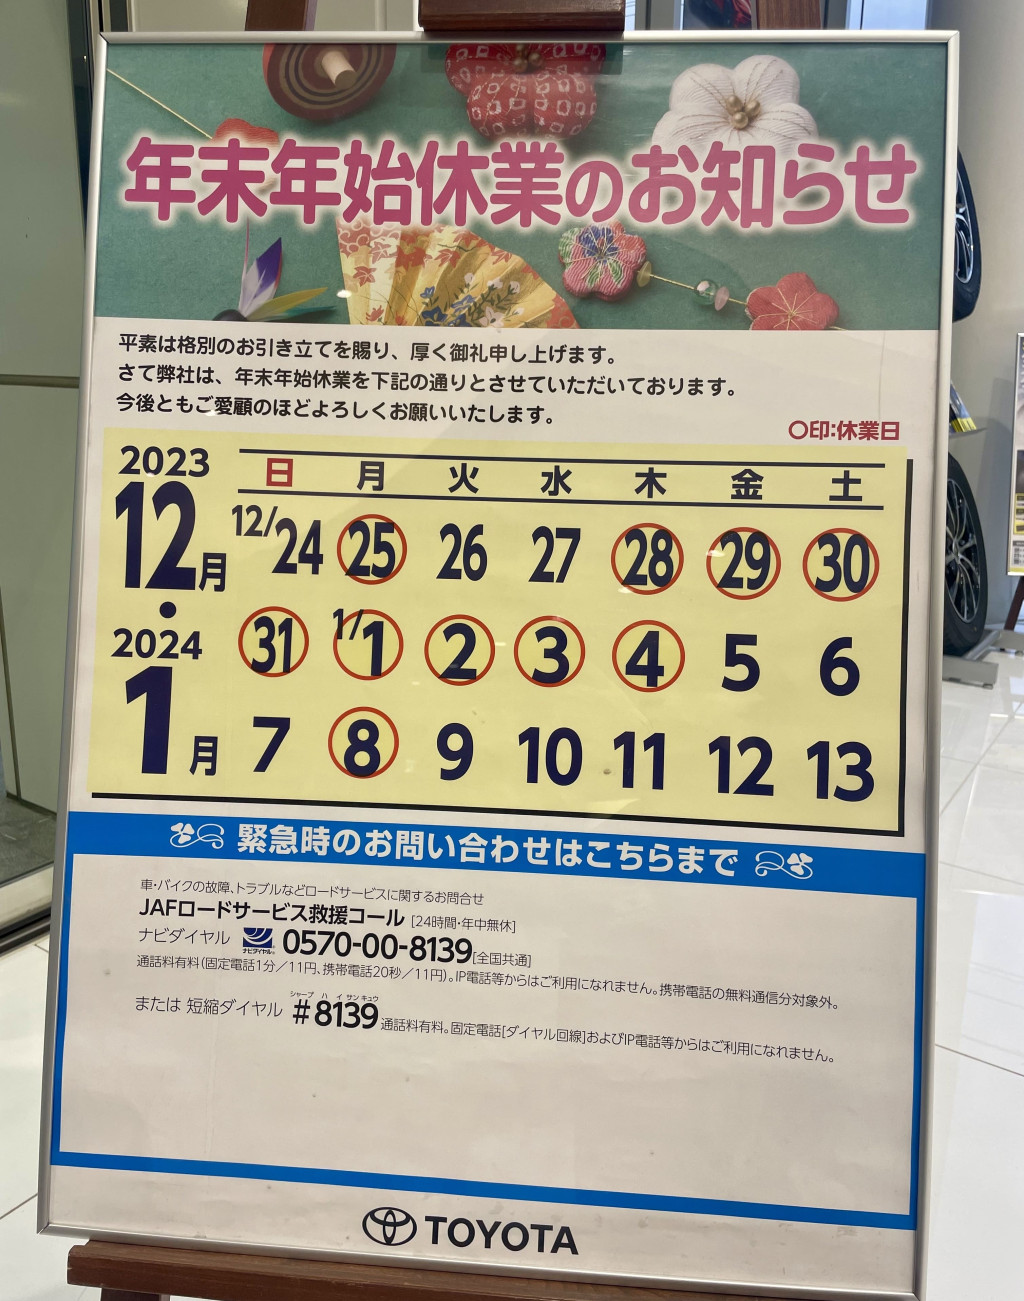 年末年始休業のお知らせ
平素は格別のお引き立てを賜り、厚く御礼申し上げます。
さて弊社は、年末年始休業を下記の通りとさせていただいております。
今後ともご愛顧のほどよろしくお願いいたします。
〇印:休業日
2023
12月
・
2024
1月
日 月 火 水 木 金 土
12/24 25 26 27 28 29 30
31 1/1 2 3 4 5 6
7 8 9 10 11 12 13
緊急時のお問い合わせはこちらまで
車・バイクの故障、トラブルなどロードサービスに関するお問合せ
JAFロードサービス救援コール [24時間・年中無休]
ナビダイヤル ナビダイヤル 0570-00-8139 [全国共通]
通話料有料(固定電話1分/11円、携帯電話20秒/11円)。IP電話等からはご利用になれません。携帯電話の無料通信分対象外。
シャープ ハイサンキュウ
または 短縮ダイヤル #8139 通話料有料。固定電話[ダイヤル回線]およびIP電話等からはご利用になれません。
TOYOTA